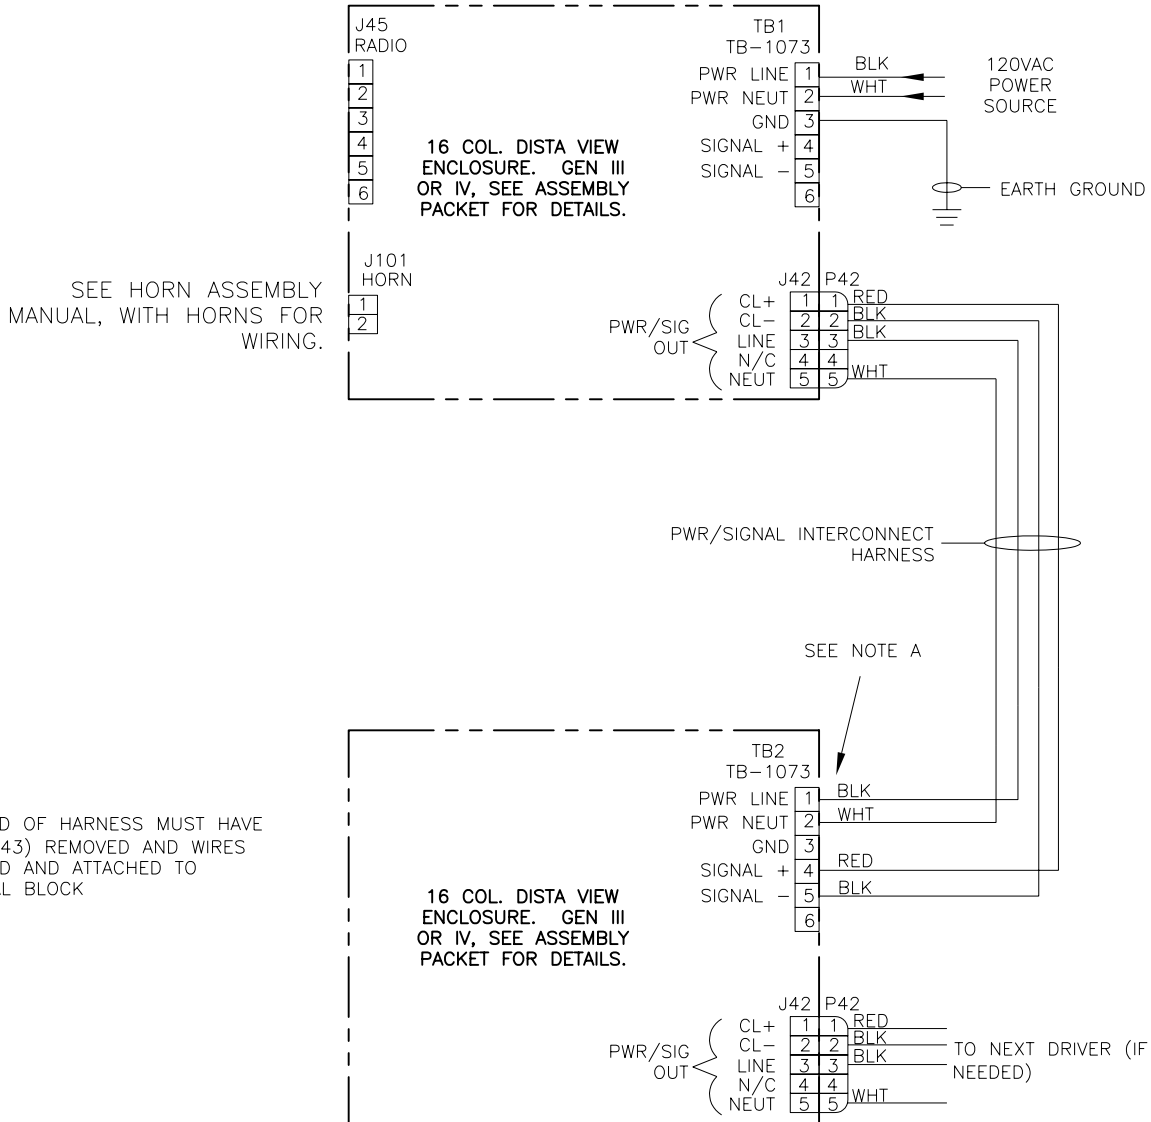 J45
RADIO
1
2
3
4
5
6
16 COL. DISTA VIEW
ENCLOSURE. GEN III
OR IV, SEE ASSEMBLY
PACKET FOR DETAILS.
TB1
TB-1073
PWR LINE 1 BLK
PWR NEUT 2 WHT
GND 3
SIGNAL + 4
SIGNAL - 5
6
120VAC
POWER
SOURCE
EARTH GROUND
J101
HORN
1
2
SEE HORN ASSEMBLY
MANUAL, WITH HORNS FOR
WIRING.
J42 P42
PWR/SIG
OUT
CL+ 1 1 RED
CL- 2 2 BLK
LINE 3 3 BLK
N/C 4 4
NEUT 5 5 WHT
PWR/SIGNAL INTERCONNECT
HARNESS
SEE NOTE A
D OF HARNESS MUST HAVE
43) REMOVED AND WIRES
D AND ATTACHED TO
L BLOCK
TB2
TB-1073
PWR LINE 1 BLK
PWR NEUT 2 WHT
GND 3
SIGNAL + 4 RED
SIGNAL - 5 BLK
6
16 COL. DISTA VIEW
ENCLOSURE. GEN III
OR IV, SEE ASSEMBLY
PACKET FOR DETAILS.
J42 P42
PWR/SIG
OUT
CL+ 1 1 RED
CL- 2 2 BLK
LINE 3 3 BLK
N/C 4 4
NEUT 5 5 WHT
TO NEXT DRIVER (IF
NEEDED)